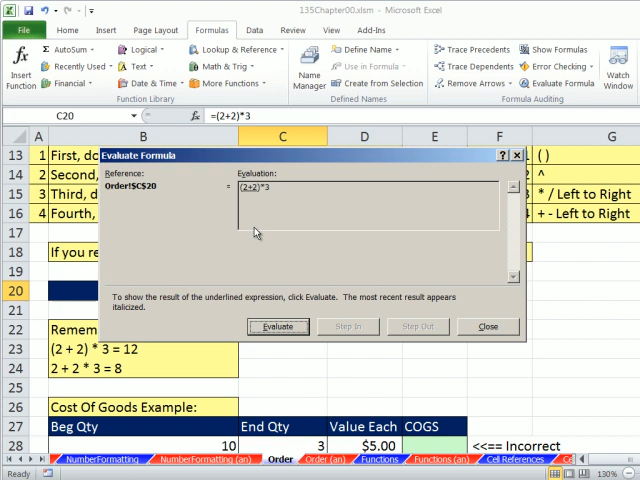 135Chapter00.xlsm - Microsoft Excel
File Home Insert Page Layout Formulas Data Review View Add-Ins
fx Insert Function
Σ AutoSum
Recently Used
Financial
Logical
Text
Date & Time
Lookup & Reference
Math & Trig
More Functions
Function Library
Name Manager
Define Name
Use in Formula
Create from Selection
Defined Names
Trace Precedents
Trace Dependents
Remove Arrows
Show Formulas
Error Checking
Evaluate Formula
Formula Auditing
Watch Window
C20 fx =(2+2)*3
A B C D E F G
13 1 First, do ( )
14 2 Second, ^
15 3 Third, d * / Left to Right
16 4 Fourth, + - Left to Right
17
18 If you re
19
20
21
22 Remem
23 (2 + 2) * 3 = 12
24 2 + 2 * 3 = 8
25
26 Cost Of Goods Example:
27 Beg Qty End Qty Value Each COGS
28 10 3 $5.00 <<== Incorrect
Evaluate Formula
Reference: Evaluation:
Order!$C$20 = (2+2)*3
To show the result of the underlined expression, click Evaluate. The most recent result appears
italicized.
Evaluate Step In Step Out Close
NumberFormatting NumberFormatting (an) Order Order (an) Functions Functions (an) Cell References Ce
Ready 130%